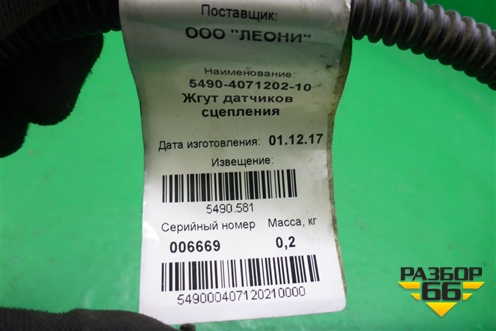 Поставщик:
ООО "ЛЕОНИ"
Наименование:
5490-4071202-10
Жгут датчиков
сцепления
Дата изготовления: 01.12.17
Извещение:
5490.581
Серийный номер Масса, кг
006669 0,2
549000407120210000
РАЗБОР
66